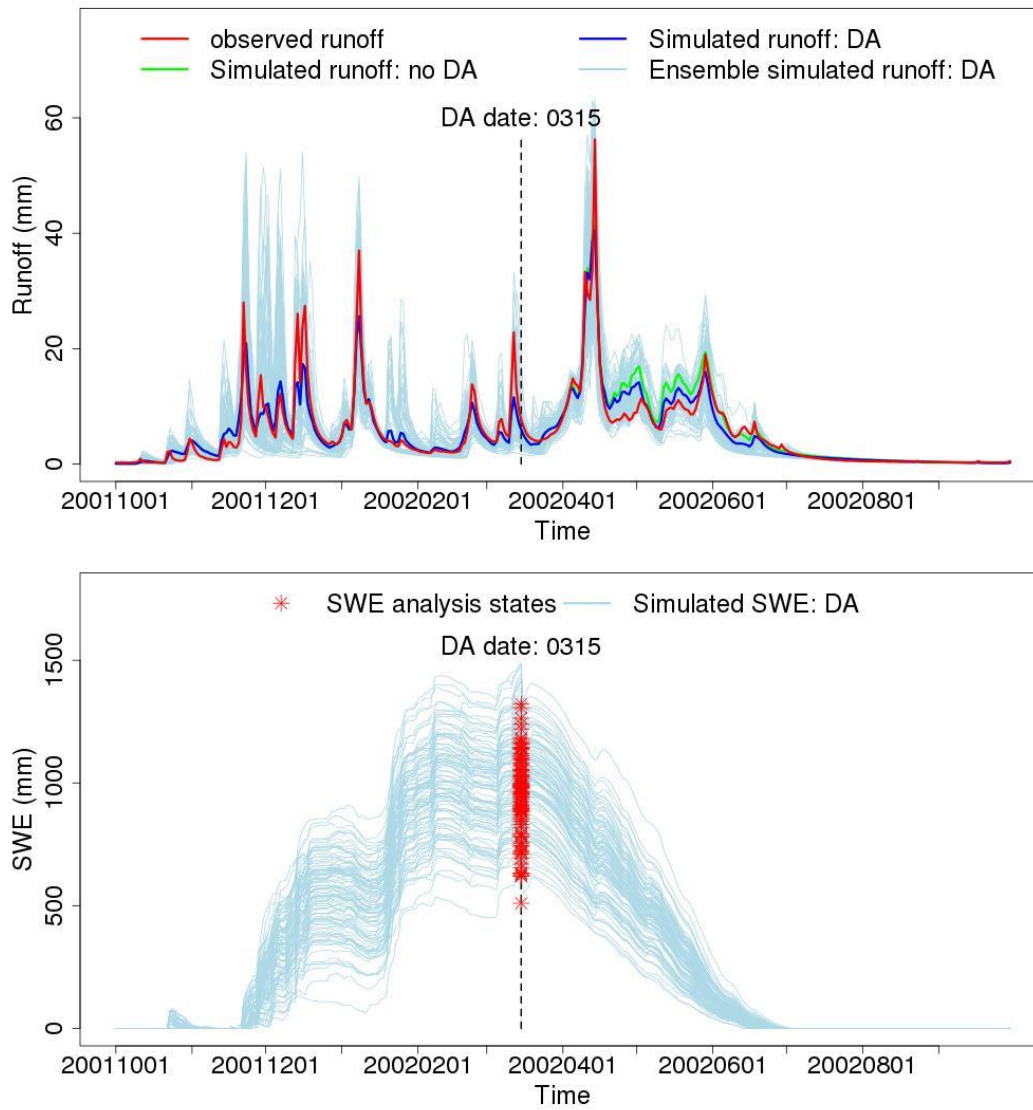 observed runoff
Simulated runoff: DA
Simulated runoff: no DA
Ensemble simulated runoff: DA
DA date: 0315
Runoff (mm)
60
40
20
0
20011001 20011201 20020201 20020401 20020601 20020801
Time
SWE analysis states
Simulated SWE: DA
DA date: 0315
SWE (mm)
1500
1000
500
0
20011001 20011201 20020201 20020401 20020601 20020801
Time